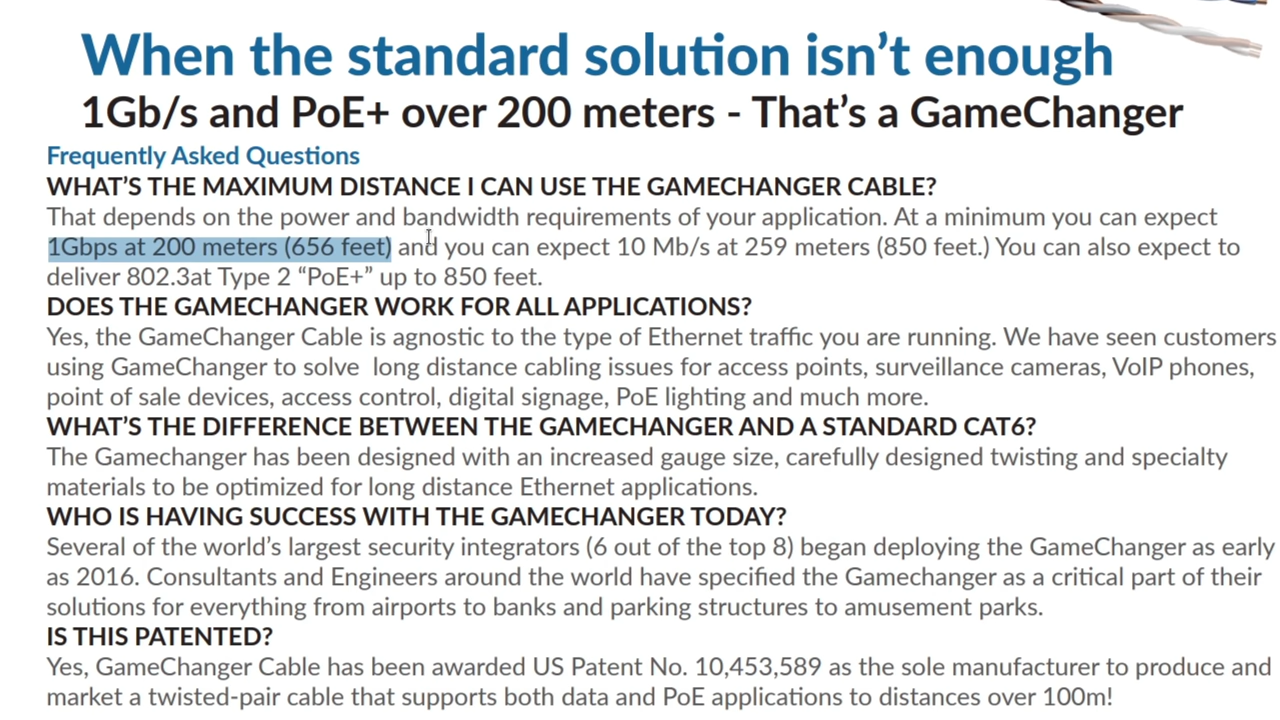 When the standard solution isn’t enough
1Gb/s and PoE+ over 200 meters - That’s a GameChanger
Frequently Asked Questions
WHAT’S THE MAXIMUM DISTANCE I CAN USE THE GAMECHANGER CABLE?
That depends on the power and bandwidth requirements of your application. At a minimum you can expect
1Gbps at 200 meters (656 feet) and you can expect 10 Mb/s at 259 meters (850 feet.) You can also expect to
deliver 802.3at Type 2 “PoE+” up to 850 feet.
DOES THE GAMECHANGER WORK FOR ALL APPLICATIONS?
Yes, the GameChanger Cable is agnostic to the type of Ethernet traffic you are running. We have seen customers
using GameChanger to solve  long distance cabling issues for access points, surveillance cameras, VoIP phones,
point of sale devices, access control, digital signage, PoE lighting and much more.
WHAT’S THE DIFFERENCE BETWEEN THE GAMECHANGER AND A STANDARD CAT6?
The Gamechanger has been designed with an increased gauge size, carefully designed twisting and specialty
materials to be optimized for long distance Ethernet applications.
WHO IS HAVING SUCCESS WITH THE GAMECHANGER TODAY?
Several of the world’s largest security integrators (6 out of the top 8) began deploying the GameChanger as early
as 2016. Consultants and Engineers around the world have specified the Gamechanger as a critical part of their
solutions for everything from airports to banks and parking structures to amusement parks.
IS THIS PATENTED?
Yes, GameChanger Cable has been awarded US Patent No. 10,453,589 as the sole manufacturer to produce and
market a twisted-pair cable that supports both data and PoE applications to distances over 100m!